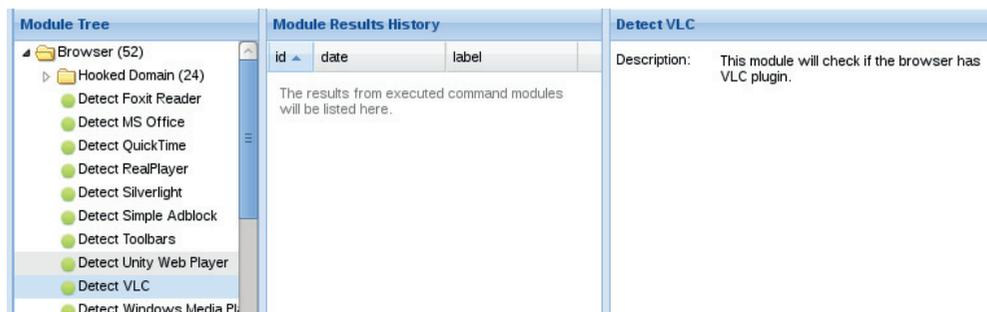 Module Tree
Browser (52)
Hooked Domain (24)
Detect Foxit Reader
Detect MS Office
Detect QuickTime
Detect RealPlayer
Detect Silverlight
Detect Simple Adblock
Detect Toolbars
Detect Unity Web Player
Detect VLC
Detect Windows Media
Module Results History
id date label
The results from executed command modules
will be listed here.
Detect VLC
Description: This module will check if the browser has
VLC plugin.